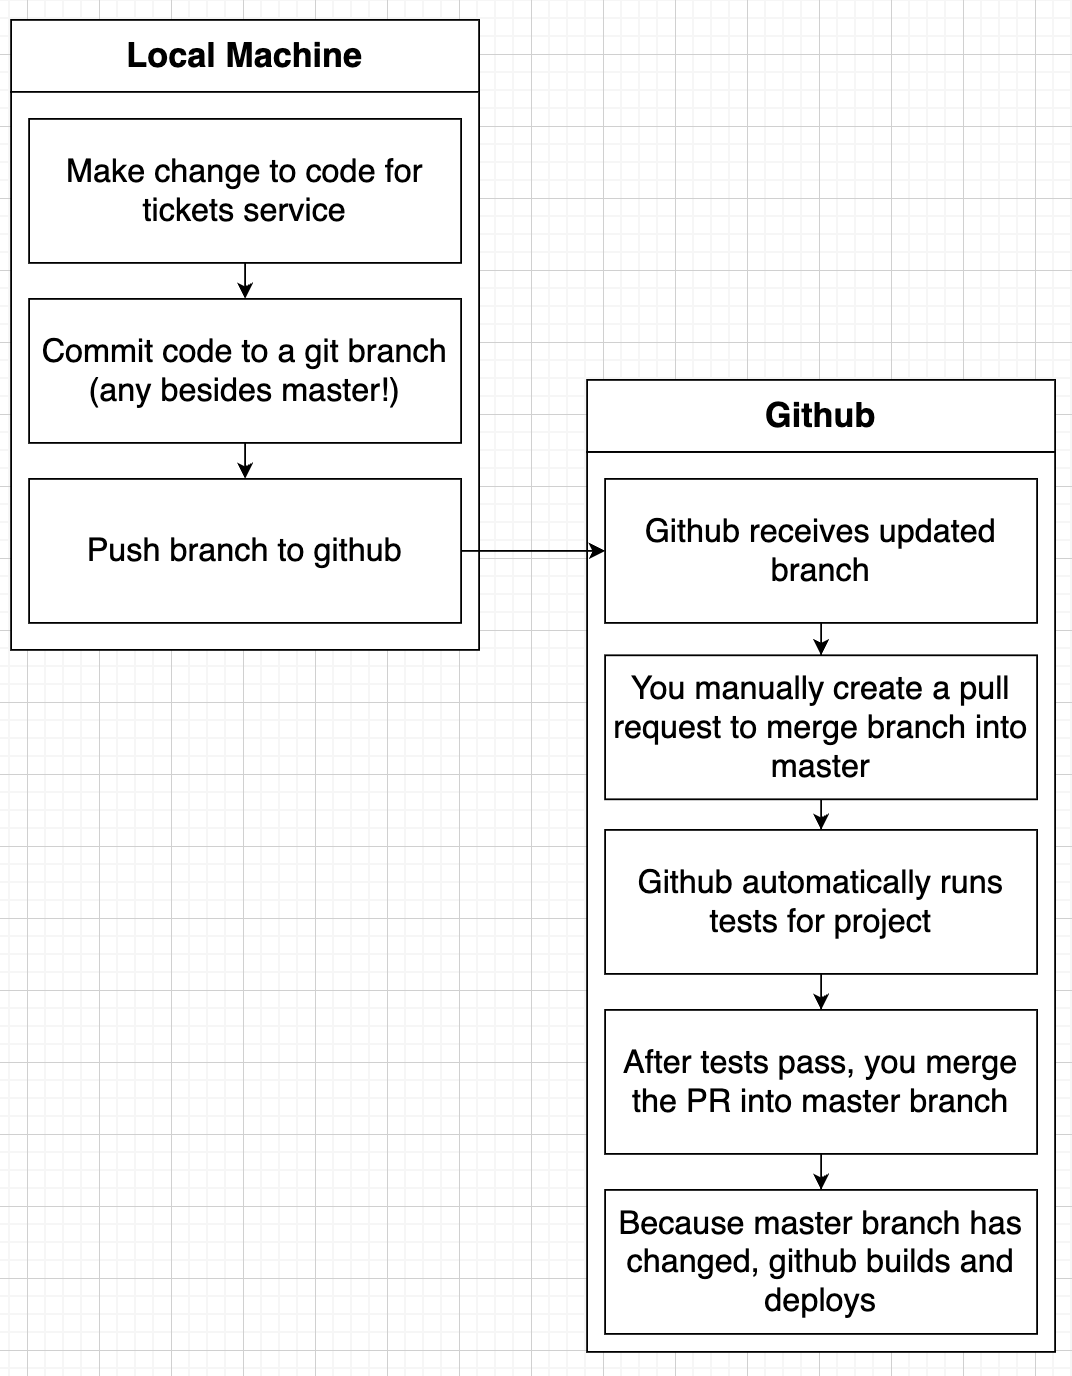 Local Machine
Make change to code for
tickets service
Commit code to a git branch
(any besides master!)
Push branch to github
Github
Github receives updated
branch
You manually create a pull
request to merge branch into
master
Github automatically runs
tests for project
After tests pass, you merge
the PR into master branch
Because master branch has
changed, github builds and
deploys